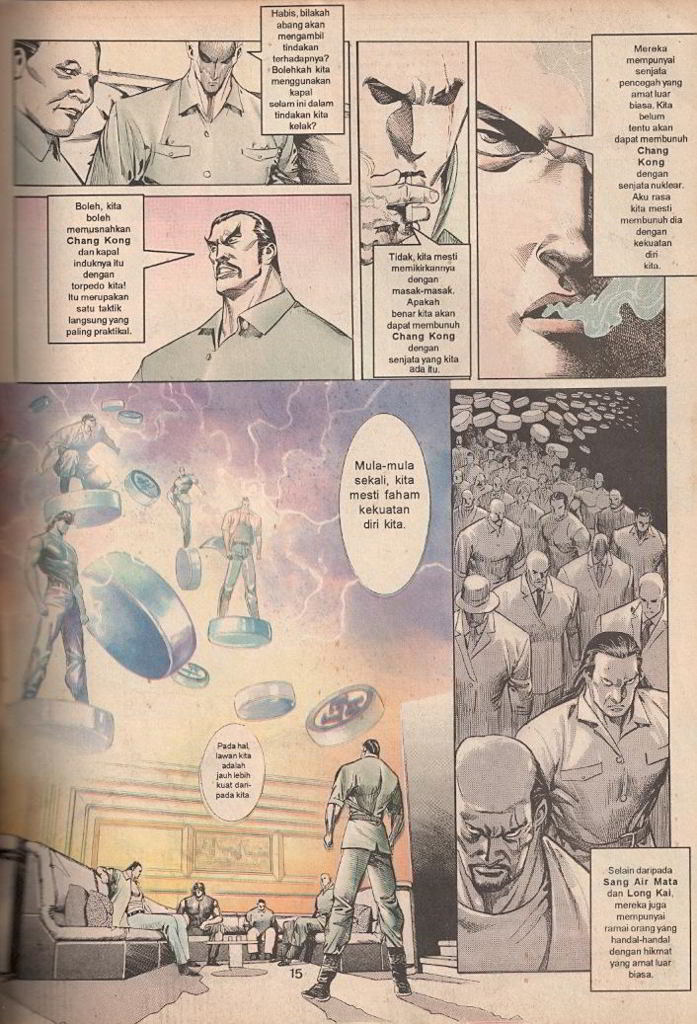 Habis, bilakah
abang akan
mengambil
tindakan
terhadapnya?
Bolehkah kita
menggunakan
kapal
selam ini dalam
tindakan kita
kelak?
Boleh, kita
boleh
memusnahkan
Chang Kong
dan kapal
induknya itu
dengan
torpedo kita!
Itu merupakan
satu taktik
langsung yang
paling praktikal.
Tidak, kita mesti
memikirkannya
dengan
masak-masak.
Apakah
benar kita akan
dapat membunuh
Chang Kong
dengan
senjata yang kita
ada itu.
Mereka
mempunyai
senjata
pencegah yang
amat luar
biasa. Kita
belum
tentu akan
dapat membunuh
Chang
Kong
dengan
senjata nuklear.
Aku rasa
kita mesti
membunuh dia
dengan
kekuatan
diri
kita.
Mula-mula
sekali, kita
mesti faham
kekuatan
diri kita.
Pada hal,
lawan kita
adalah
jauh lebih
kuat dari-
pada kita.
Selain daripada
Sang Air Mata
dan Long Kai,
mereka juga
mempunyai
ramai orang yang
handal-handal
dengan hikmat
yang amat luar
biasa.
15